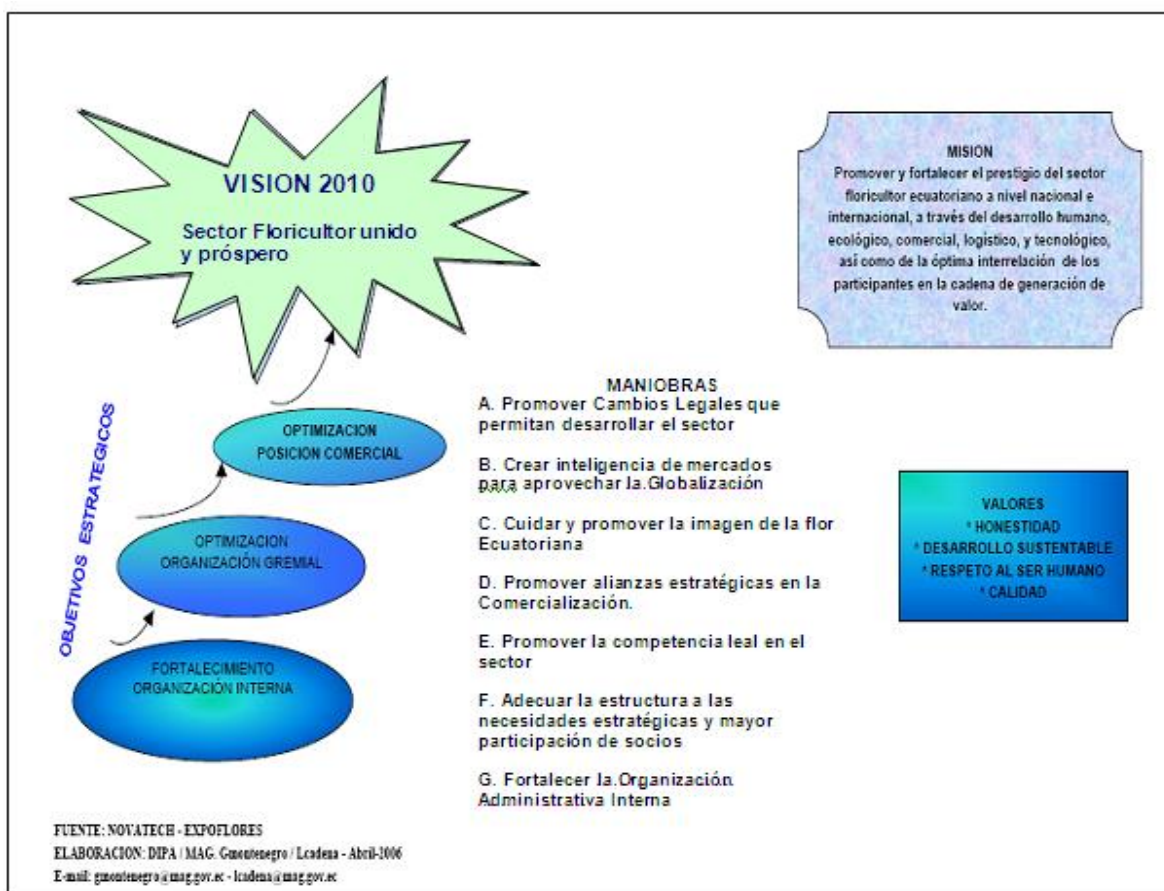 VISION 2010
Sector Floricultor unido
y próspero
MISION
Promover y fortalecer el prestigio del sector
floricultor ecuatoriano a nivel nacional e
internacional, a través del desarrollo humano,
ecológico, comercial, logístico, y tecnológico,
así como de la óptima interrelación de los
participantes en la cadena de generación de
valor.
OBJETIVOS ESTRATEGICOS
OPTIMIZACION
POSICION COMERCIAL
OPTIMIZACION
ORGANIZACIÓN GREMIAL
FORTALECIMIENTO
ORGANIZACIÓN INTERNA
MANIOBRAS
A. Promover Cambios Legales que
permitan desarrollar el sector
B. Crear inteligencia de mercados
para aprovechar la.Globalización
C. Cuidar y promover la imagen de la flor
Ecuatoriana
D. Promover alianzas estratégicas en la
Comercialización.
E. Promover la competencia leal en el
sector
F. Adecuar la estructura a las
necesidades estratégicas y mayor
participación de socios
G. Fortalecer la.Organización
Administrativa Interna
VALORES
* HONESTIDAD
* DESARROLLO SUSTENTABLE
* RESPETO AL SER HUMANO
* CALIDAD
FUENTE: NOVATECH - EXPOFLORES
ELABORACION: DIPA / MAG. Gmontenegro / Lcadena - Abril-2006
E-mail: gmontenegro@mag.gov.ec - lcadena@mag.gov.ec